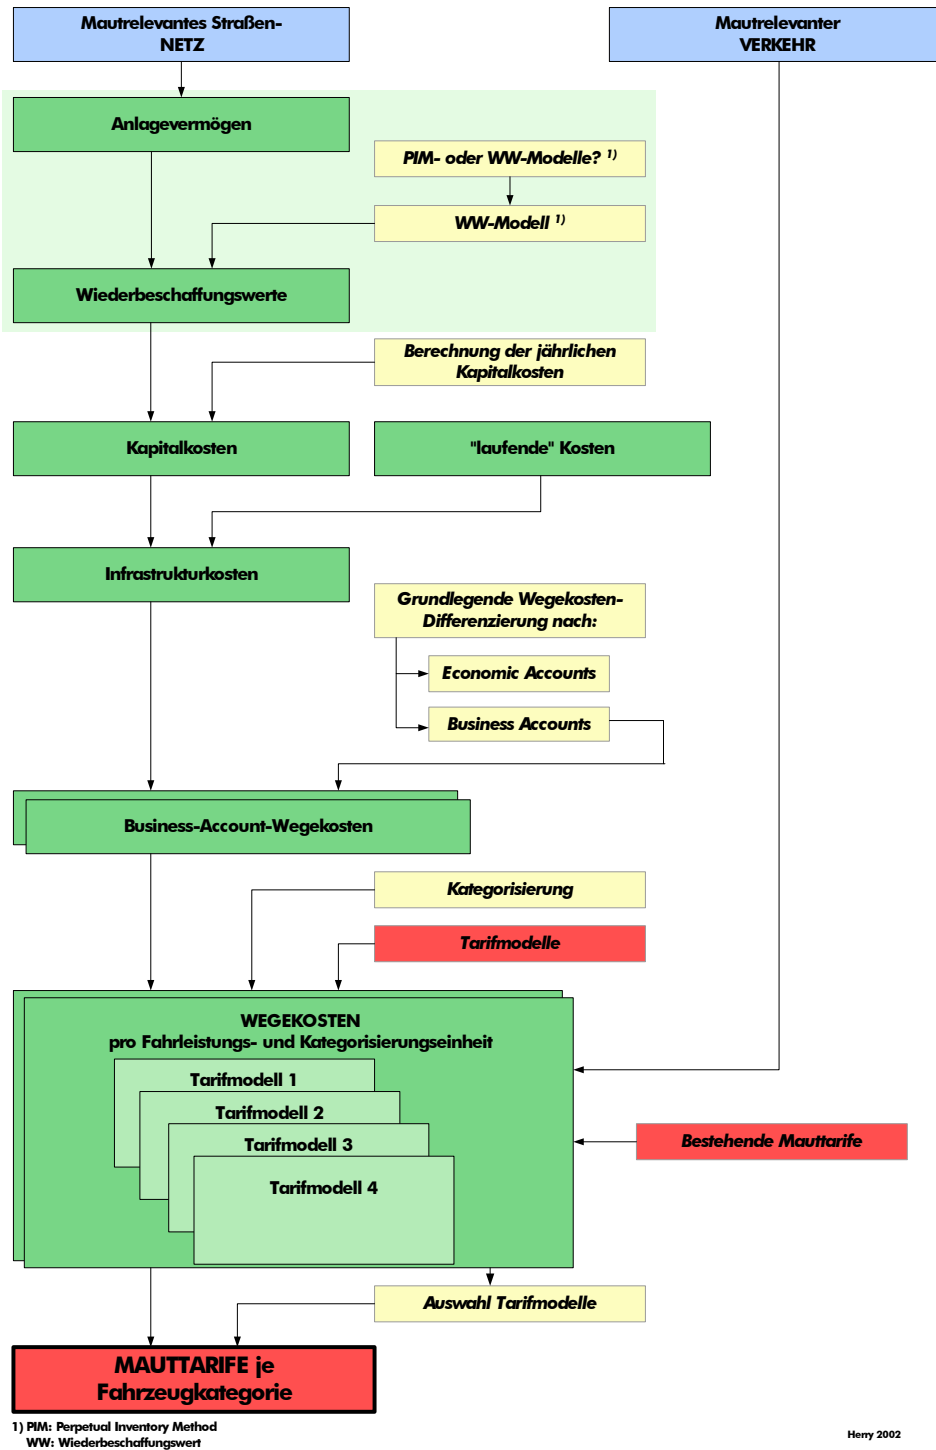 Mautrelevantes Straßen-
NETZ
Mautrelevanter
VERKEHR
Anlagevermögen
PIM- oder WW-Modelle? 1)
WW-Modell 1)
Wiederbeschaffungswerte
Berechnung der jährlichen
Kapitalkosten
Kapitalkosten
"laufende" Kosten
Infrastrukturkosten
Grundlegende Wegekosten-
Differenzierung nach:
Economic Accounts
Business Accounts
Business-Account-Wegekosten
Kategorisierung
Tarifmodelle
WEGEKOSTEN
pro Fahrleistungs- und Kategorisierungseinheit
Tarifmodell 1
Tarifmodell 2
Tarifmodell 3
Tarifmodell 4
Bestehende Mauttarife
Auswahl Tarifmodelle
MAUTTARIFE je
Fahrzeugkategorie
1) PIM: Perpetual Inventory Method
WW: Wiederbeschaffungswert
Herry 2002